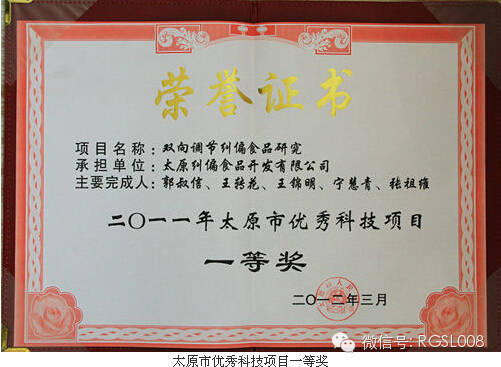 荣誉证书
项目名称：双向调节纠偏食品研究
承担单位：太原纠偏食品开发有限公司
主要完成人：郭叔信、王转花、王锦明、宁慧青、张祖维
二〇一一年太原市优秀科技项目
一等奖
二〇一二年三月
微信号: RGSL008
太原市优秀科技项目一等奖